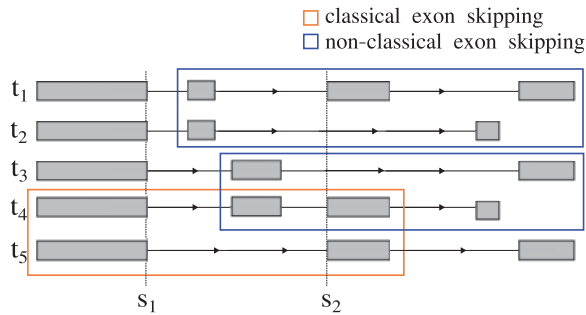 classical exon skipping
non-classical exon skipping
t1
t2
t3
t4
t5
s1 s2